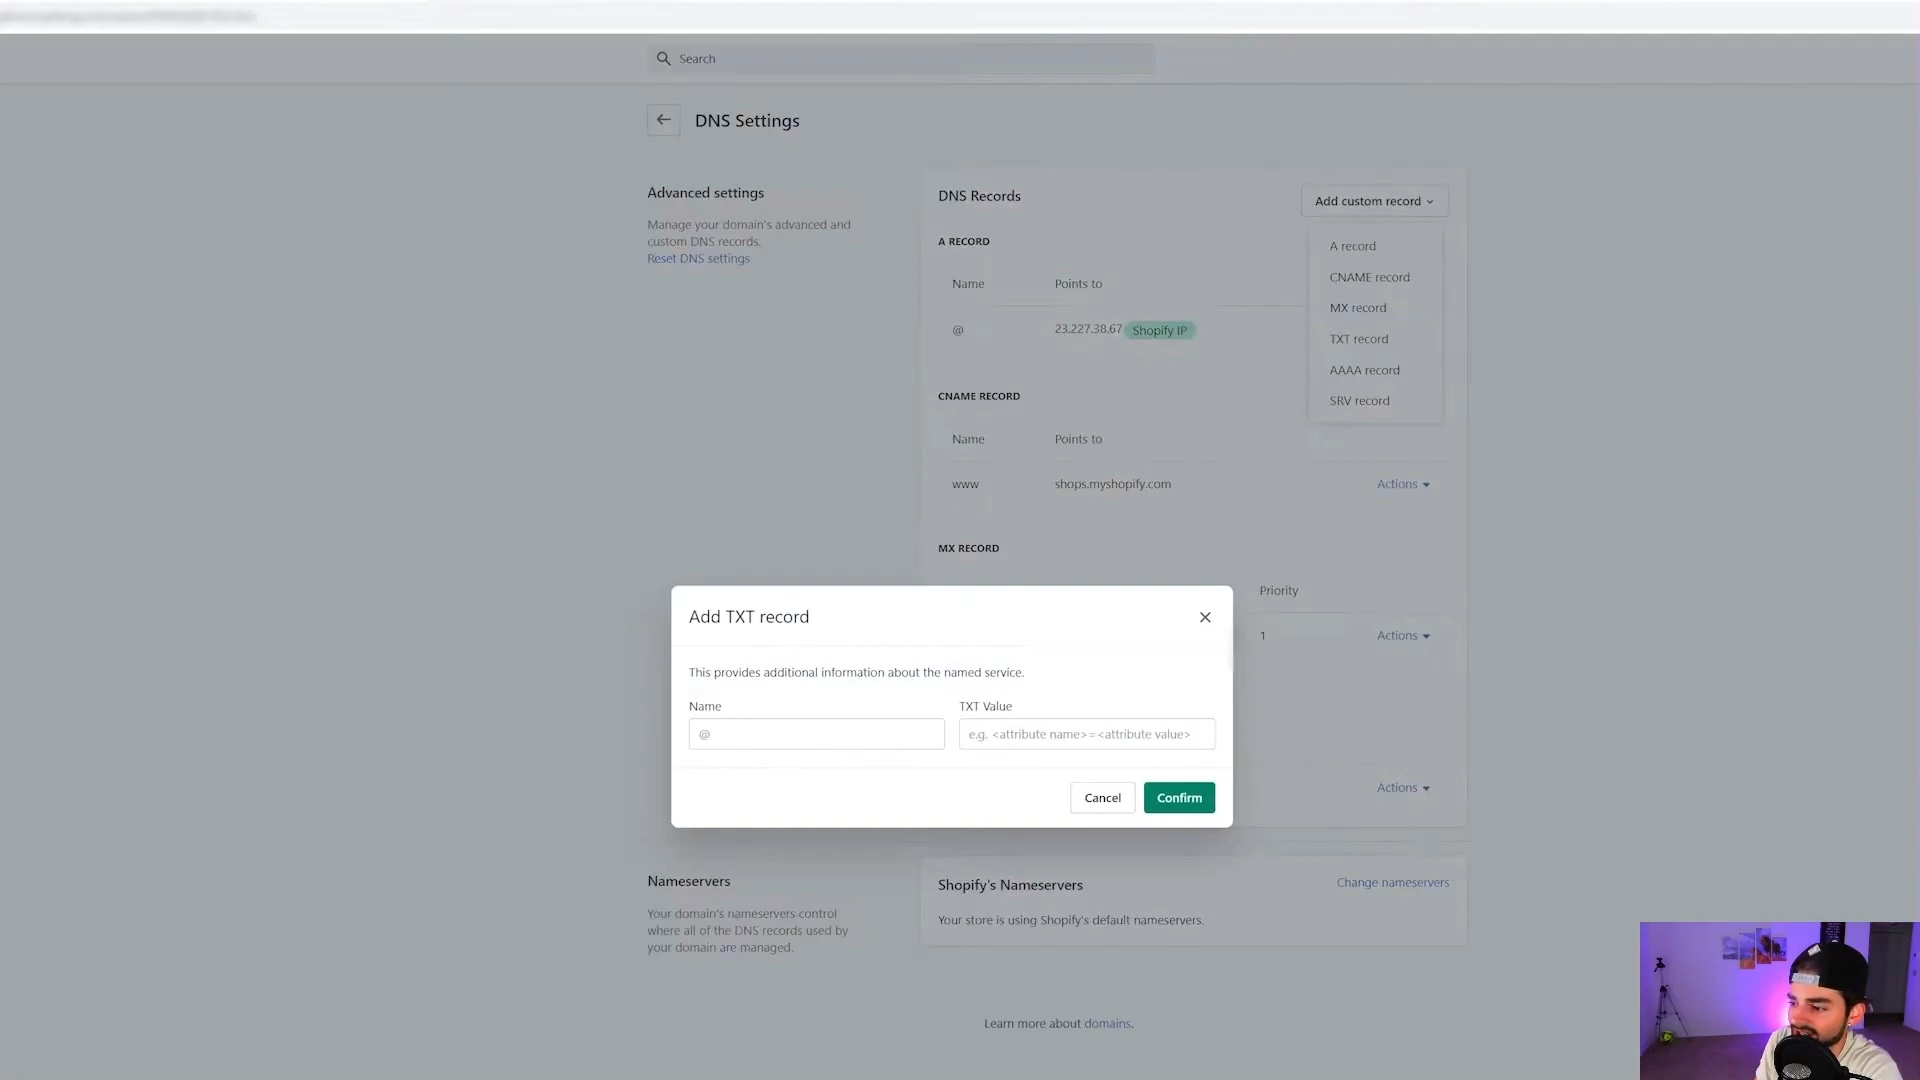 Search
DNS Settings
Advanced settings
Manage your domain's advanced and
custom DNS records.
Reset DNS settings
DNS Records
Add custom record
A RECORD
Name Points to
@ 23.227.38.67 Shopify IP
A record
CNAME record
MX record
TXT record
AAAA record
SRV record
CNAME RECORD
Name Points to
www shops.myshopify.com Actions
MX RECORD
Priority
1 Actions
Add TXT record
This provides additional information about the named service.
Name TXT Value
@ e.g. <attribute name>=<attribute value>
Cancel Confirm
Actions
Nameservers
Your domain's nameservers control
where all of the DNS records used by
your domain are managed.
Shopify's Nameservers Change nameservers
Your store is using Shopify's default nameservers.
Learn more about domains.